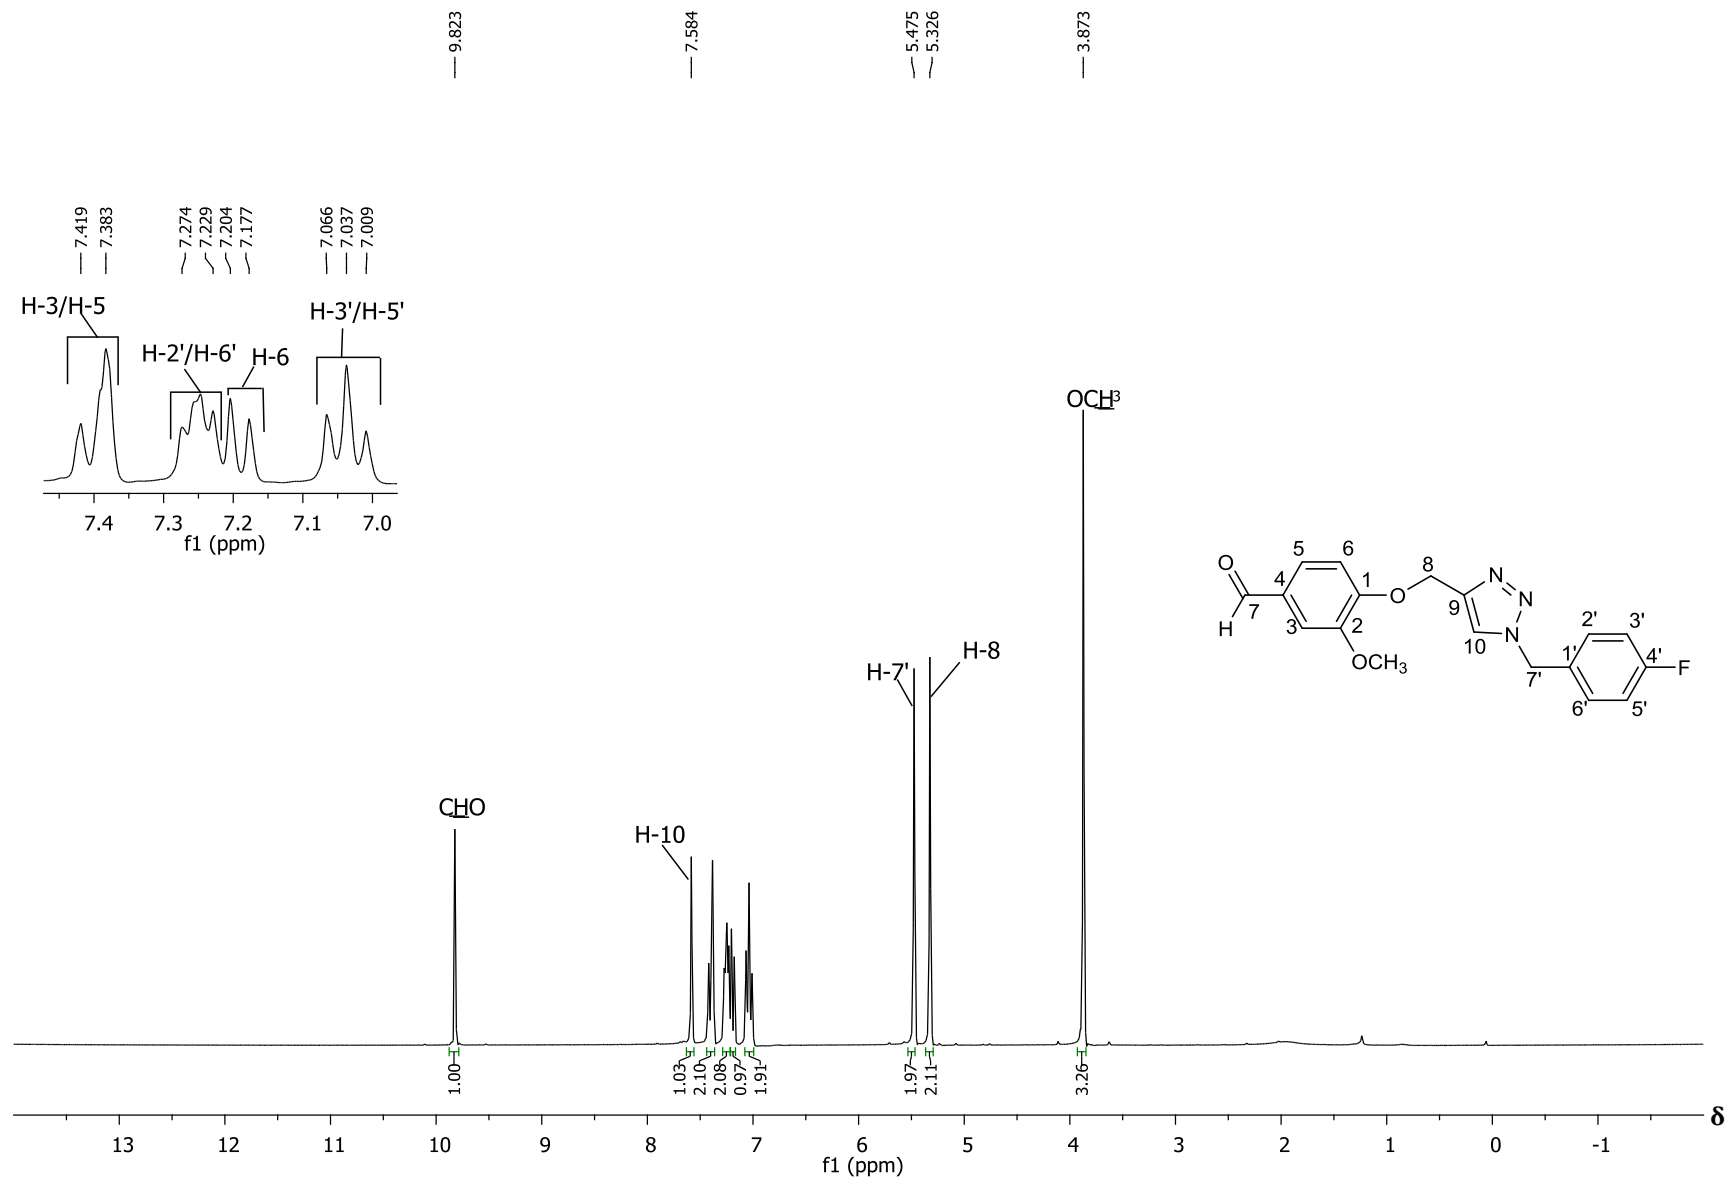 9.823
7.584
5.475
5.326
3.873
7.419
7.383
7.274
7.229
7.204
7.177
7.066
7.037
7.009
H-3/H-5
H-2'/H-6'
H-6
H-3'/H-5'
7.4 7.3 7.2 7.1 7.0
f1 (ppm)
OCH3
H-7'
H-8
CHO
H-10
O
H
7
4
5
6
1
2
3
OCH3
O
8
9
10
N
N
N
7'
1'
2'
3'
4'
5'
6'
F
1.00
1.03
2.10
2.08
0.97
1.91
1.97
2.11
3.26
13 12 11 10 9 8 7 6 5 4 3 2 1 0 -1
f1 (ppm)
δ